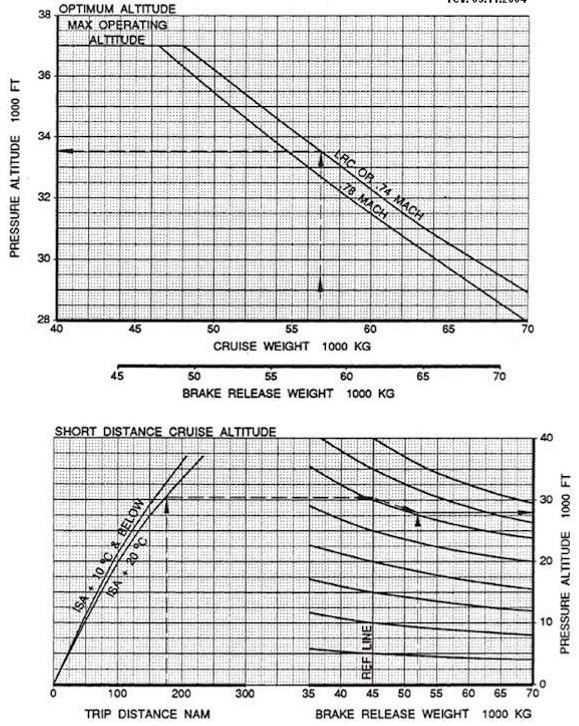 OPTIMUM ALTITUDE
MAX OPERATING
ALTITUDE
38
36
34
32
30
28
PRESSURE ALTITUDE 1000 FT
LRC OR .74 MACH
.78 MACH
40 45 50 55 60 65 70
CRUISE WEIGHT 1000 KG
45 50 55 60 65 70
BRAKE RELEASE WEIGHT 1000 KG
SHORT DISTANCE CRUISE ALTITUDE
ISA + 10 ºC & BELOW
ISA + 20 ºC
REF LINE
40
30
20
10
0
PRESSURE ALTITUDE 1000 FT
0 100 200 300 35 45 45 50 55 60 65 70
TRIP DISTANCE NAM BRAKE RELEASE WEIGHT 1000 KG